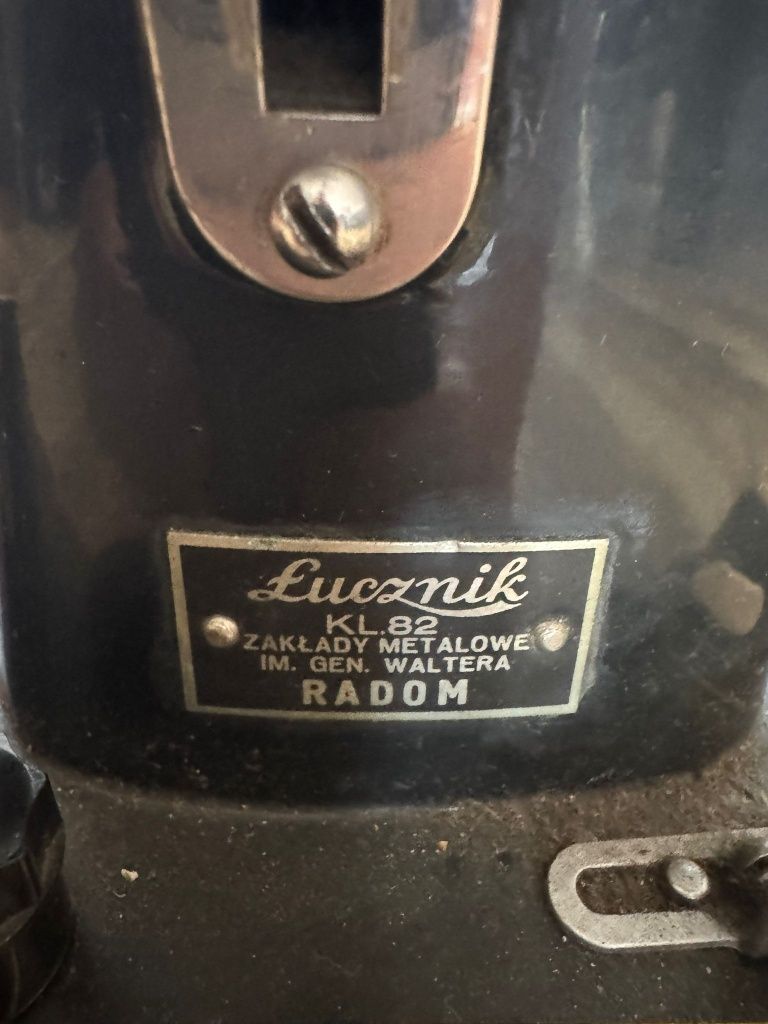 Łucznik
KL.82
ZAKŁADY METALOWE
IM. GEN. WALTERA
RADOM